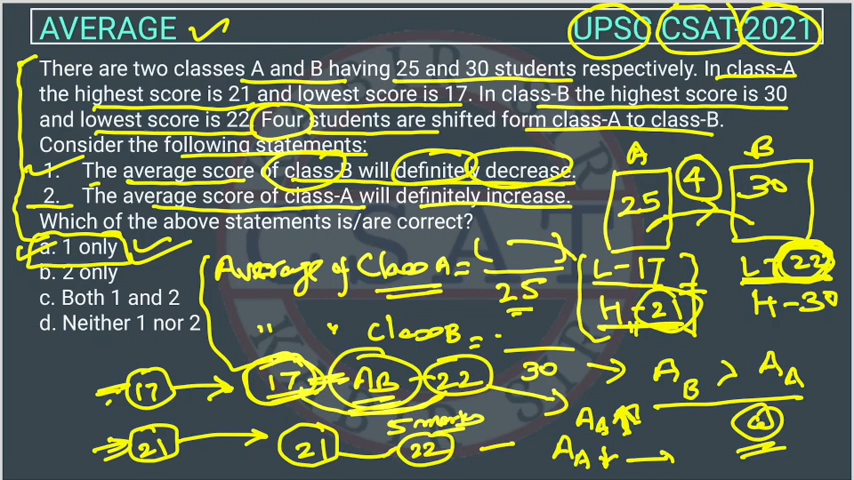 AVERAGE
UPSC CSAT-2021
There are two classes A and B having 25 and 30 students respectively. In class-A
the highest score is 21 and lowest score is 17. In class-B the highest score is 30
and lowest score is 22. Four students are shifted form class-A to class-B.
Consider the following statements:
1. The average score of class-B will definitely decrease.
2. The average score of class-A will definitely increase.
Which of the above statements is/are correct?
a. 1 only
b. 2 only
c. Both 1 and 2
d. Neither 1 nor 2
A B
25 4 30
Average of Class A =
25
L-17
H-21
22
H-30
" " Class B =
30
17 22
A_B > A_A
17
5 marks
21 21 22